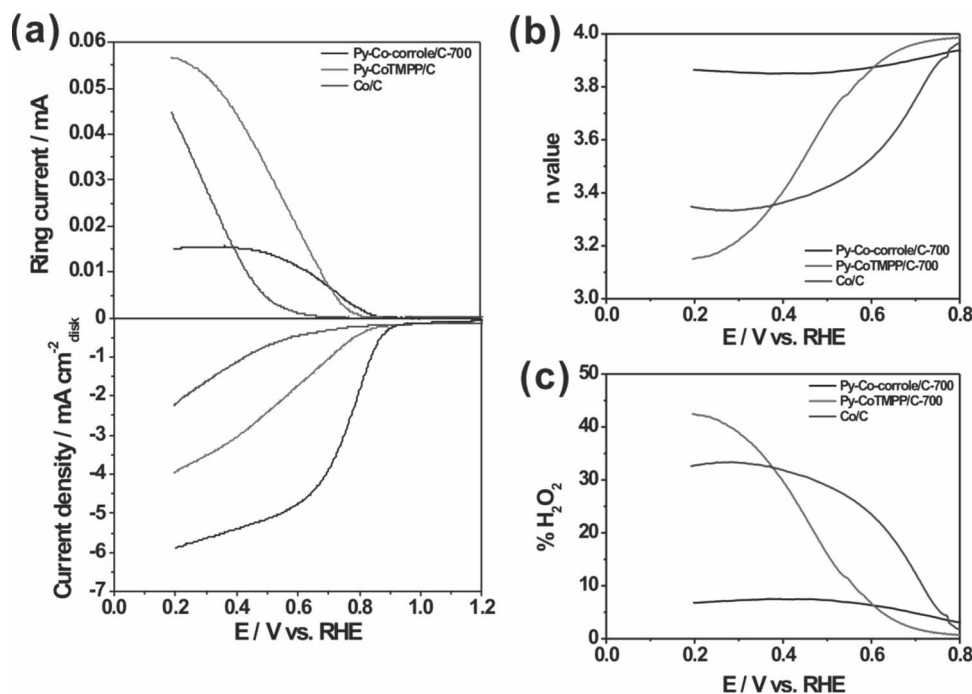 (a)
Ring current / mA
0.06
0.05
0.04
0.03
0.02
0.01
0
Py-Co-corrole/C-700
Py-CoTMPP/C
Co/C
Current density / mA cm⁻²disk
-1
-2
-3
-4
-5
-6
-7
0.0 0.2 0.4 0.6 0.8 1.0 1.2
E / V vs. RHE
(b)
n value
4.0
3.8
3.6
3.4
3.2
3.0
Py-Co-corrole/C-700
Py-CoTMPP/C-700
Co/C
0.0 0.2 0.4 0.6 0.8
E / V vs. RHE
(c)
% H₂O₂
50
40
30
20
10
0
Py-Co-corrole/C-700
Py-CoTMPP/C-700
Co/C
0.0 0.2 0.4 0.6 0.8
E / V vs. RHE